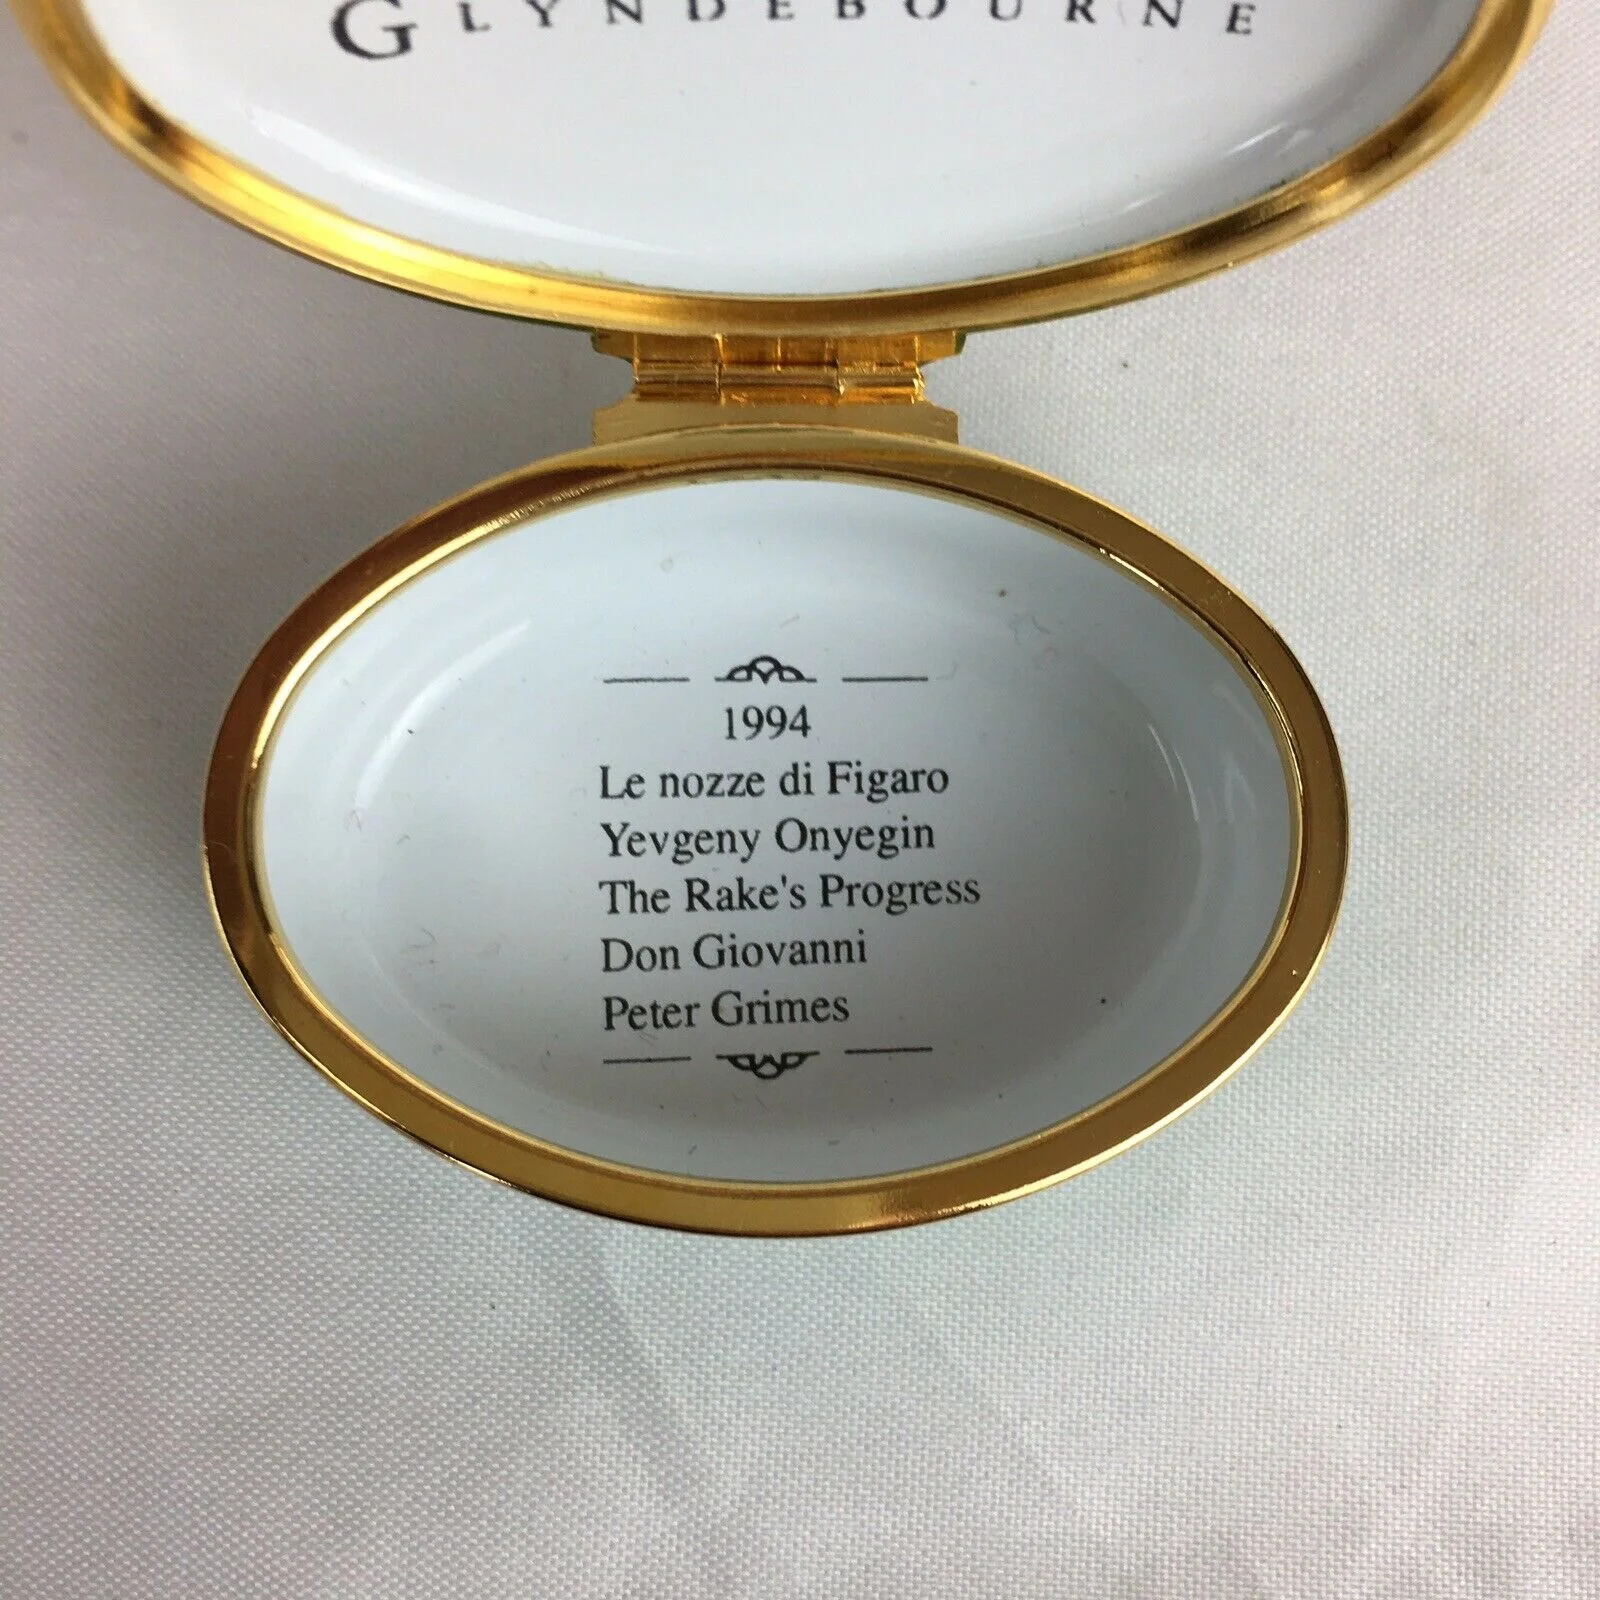 GLYNDEBOURNE
1994
Le nozze di Figaro
Yevgeny Onyegin
The Rake's Progress
Don Giovanni
Peter Grimes